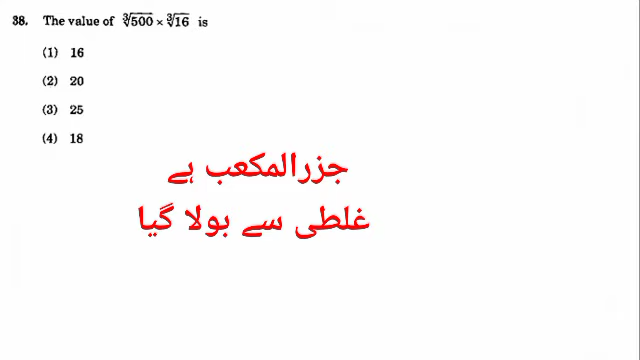 38. The value of ∛500 × ∛16 is
(1) 16
(2) 20
(3) 25
(4) 18
جزرالمکعب ہے
غلطی سے بولا گیا